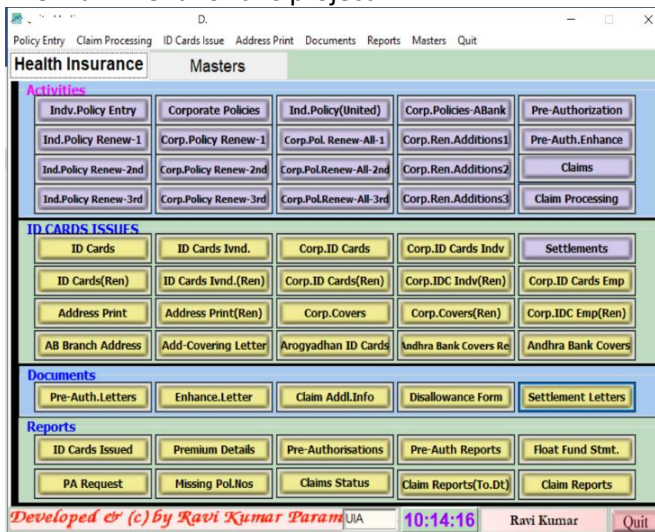 D.
Policy Entry Claim Processing ID Cards Issue Address Print Documents Reports Masters Quit
Health Insurance Masters
Activities
Indv.Policy Entry Corporate Policies Ind.Policy(United) Corp.Policies-ABank Pre-Authorization
Ind.Policy Renew-1 Corp.Policy Renew-1 Corp.Pol. Renew-All-1 Corp.Ren.Additions1 Pre-Auth.Enhance
Ind.Policy Renew-2nd Corp.Policy Renew-2nd Corp.Pol.Renew-All-2nd Corp.Ren.Additions2 Claims
Ind.Policy Renew-3rd Corp.Policy Renew-3rd Corp.Pol.Renew-All-3rd Corp.Ren.Additions3 Claim Processing
ID CARDS ISSUES
ID Cards ID Cards Ivnd. Corp.ID Cards Corp.ID Cards Indv Settlements
ID Cards(Ren) ID Cards Ivnd.(Ren) Corp.ID Cards(Ren) Corp.IDC Indv(Ren) Corp.ID Cards Emp
Address Print Address Print(Ren) Corp.Covers Corp.Covers(Ren) Corp.IDC Emp(Ren)
AB Branch Address Add-Covering Letter Arogyadhan ID Cards Andhra Bank Covers Re Andhra Bank Covers
Documents
Pre-Auth.Letters Enhance.Letter Claim Addl.Info Disallowance Form Settlement Letters
Reports
ID Cards Issued Premium Details Pre-Authorisations Pre-Auth Reports Float Fund Stmt.
PA Request Missing Pol.Nos Claims Status Claim Reports(To.Dt) Claim Reports
Developed & (c) by Ravi Kumar Param UIA 10:14:16 Ravi Kumar Quit